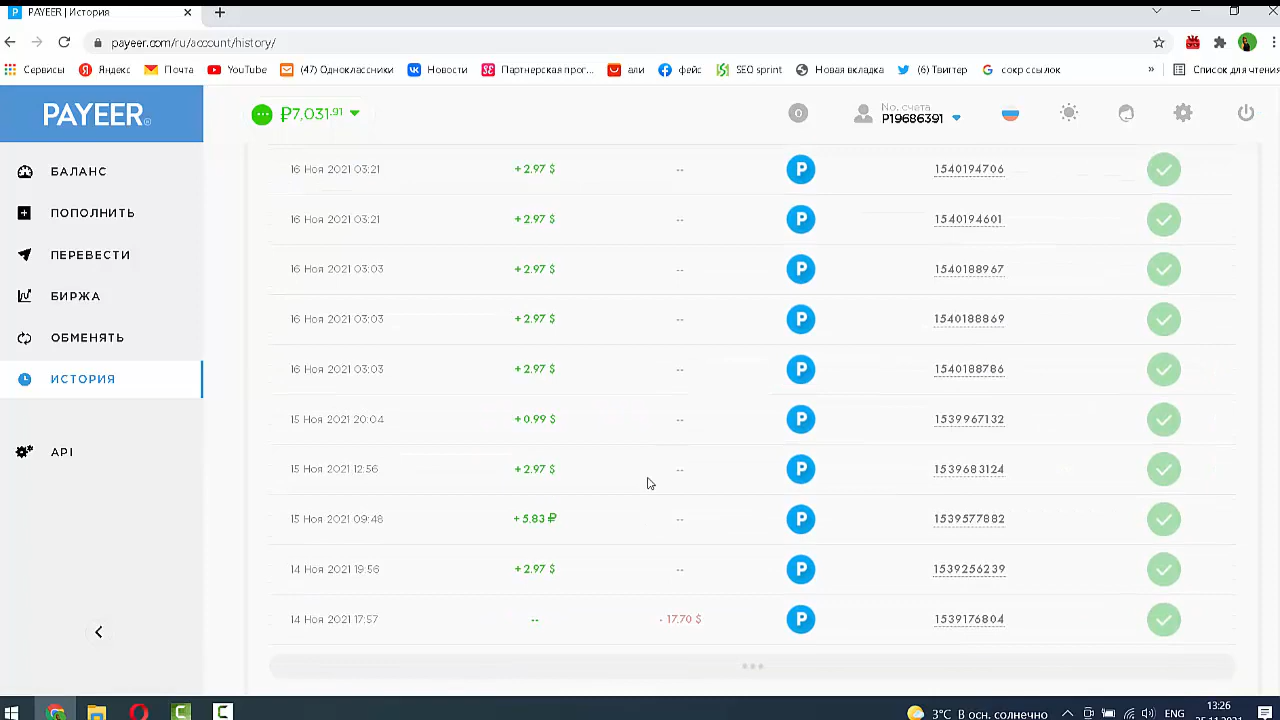 PAYEER | История
payeer.com/ru/account/history/
Сервисы Яндекс Почта YouTube (47) Одноклассники Новости Партнерская прог... али фейс SEO sprint Новая вкладка (6) Твиттер сокр ссылок » Список для чтения
PAYEER
₽7,031.91
0
No. счета
P19686391
БАЛАНС
ПОПОЛНИТЬ
ПЕРЕВЕСТИ
БИРЖА
ОБМЕНЯТЬ
ИСТОРИЯ
API
16 Ноя 2021 03:21 + 2.97 $ -- P 1540194706
16 Ноя 2021 03:21 + 2.97 $ -- P 1540194601
16 Ноя 2021 03:03 + 2.97 $ -- P 1540188967
16 Ноя 2021 03:03 + 2.97 $ -- P 1540188869
16 Ноя 2021 03:03 + 2.97 $ -- P 1540188786
15 Ноя 2021 20:04 + 0.99 $ -- P 1539967132
15 Ноя 2021 12:56 + 2.97 $ -- P 1539683124
15 Ноя 2021 09:48 + 5.83 ₽ -- P 1539577882
14 Ноя 2021 19:56 + 2.97 $ -- P 1539256239
14 Ноя 2021 17:57 -- - 17.70 $ P 1539176804
3°C В осн. солнечно ENG 13:26
25.11.2021